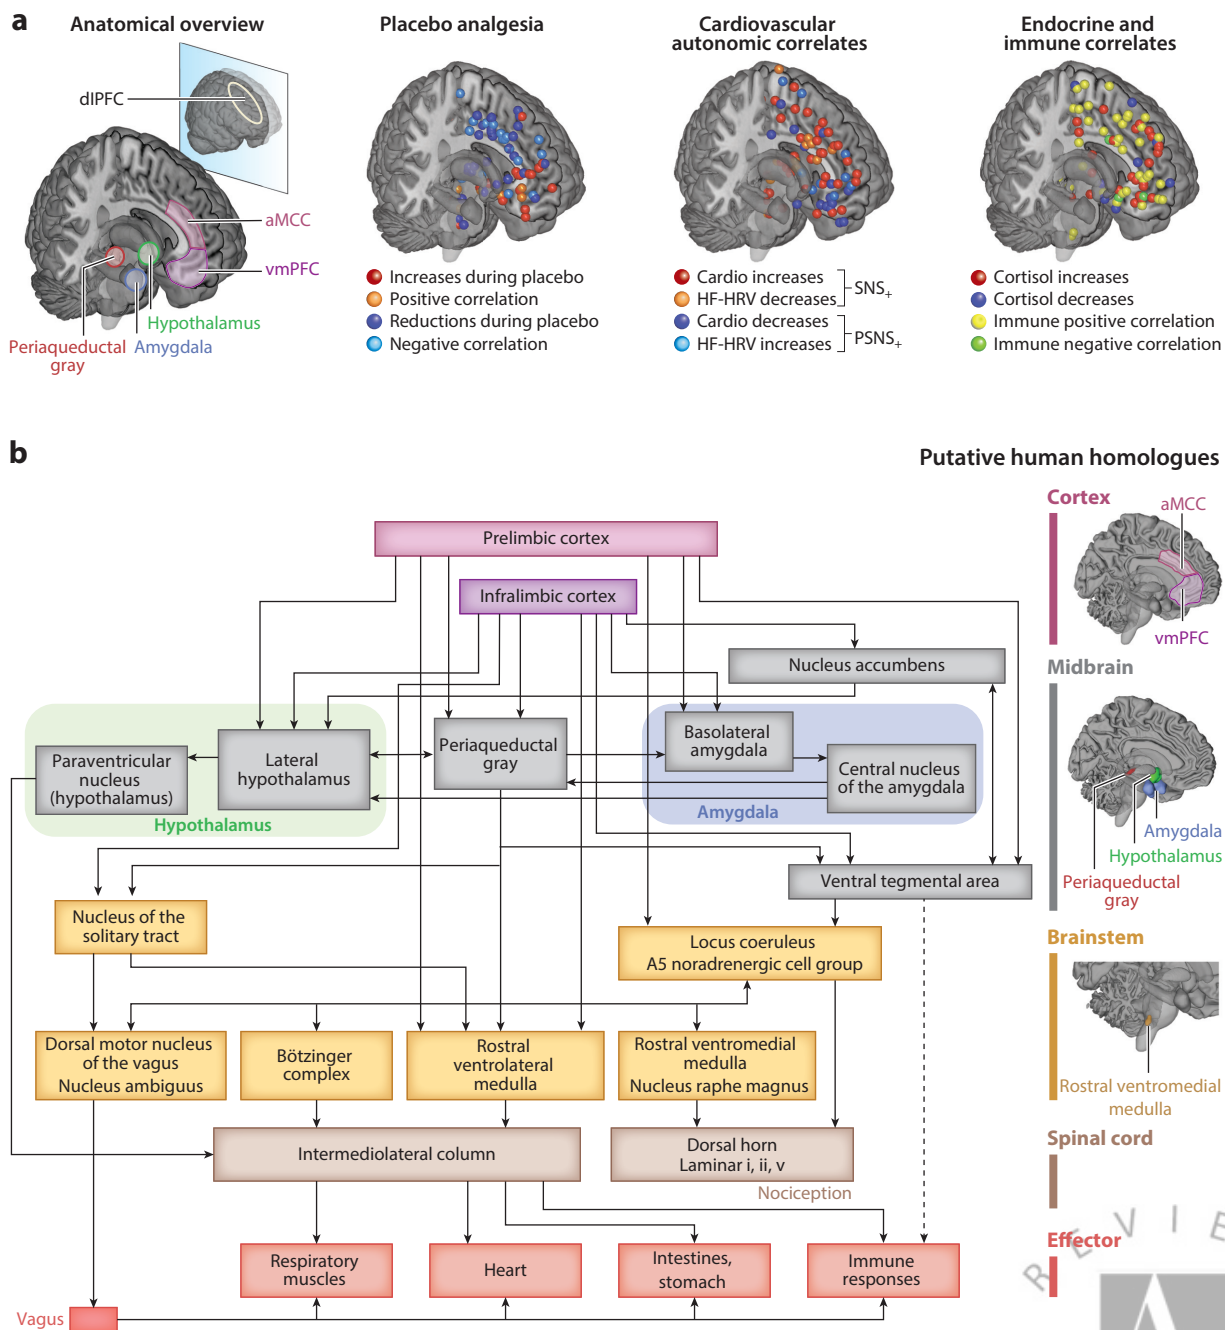 a
Anatomical overview
Placebo analgesia
Cardiovascular
autonomic correlates
Endocrine and
immune correlates
dlPFC
aMCC
vmPFC
Hypothalamus
Periaqueductal
gray
Amygdala
Increases during placebo
Positive correlation
Reductions during placebo
Negative correlation
Cardio increases
HF-HRV decreases
SNS+
Cardio decreases
HF-HRV increases
PSNS+
Cortisol increases
Cortisol decreases
Immune positive correlation
Immune negative correlation
b
Putative human homologues
Prelimbic cortex
Infralimbic cortex
Nucleus accumbens
Paraventricular
nucleus
(hypothalamus)
Lateral
hypothalamus
Hypothalamus
Periaqueductal
gray
Basolateral
amygdala
Central nucleus
of the amygdala
Amygdala
Ventral tegmental area
Nucleus of the
solitary tract
Locus coeruleus
A5 noradrenergic cell group
Dorsal motor nucleus
of the vagus
Nucleus ambiguus
Bötzinger
complex
Rostral
ventrolateral
medulla
Rostral ventromedial
medulla
Nucleus raphe magnus
Intermediolateral column
Dorsal horn
Laminar i, ii, v
Nociception
Respiratory
muscles
Heart
Intestines,
stomach
Immune
responses
Vagus
Cortex
aMCC
vmPFC
Midbrain
Amygdala
Hypothalamus
Periaqueductal
gray
Brainstem
Rostral ventromedial
medulla
Spinal cord
Effector
R E V I E